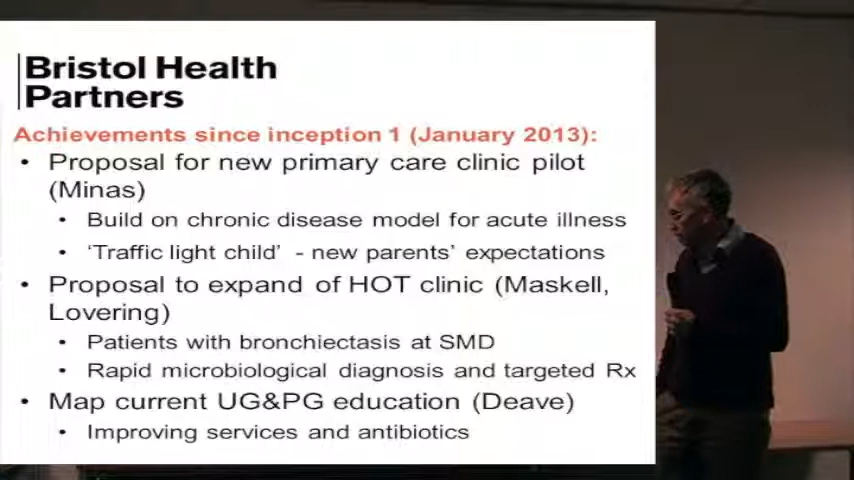 Bristol Health
Partners
Achievements since inception 1 (January 2013):
• Proposal for new primary care clinic pilot
(Minas)
• Build on chronic disease model for acute illness
• ‘Traffic light child’ - new parents’ expectations
• Proposal to expand of HOT clinic (Maskell,
Lovering)
• Patients with bronchiectasis at SMD
• Rapid microbiological diagnosis and targeted Rx
• Map current UG&PG education (Deave)
• Improving services and antibiotics